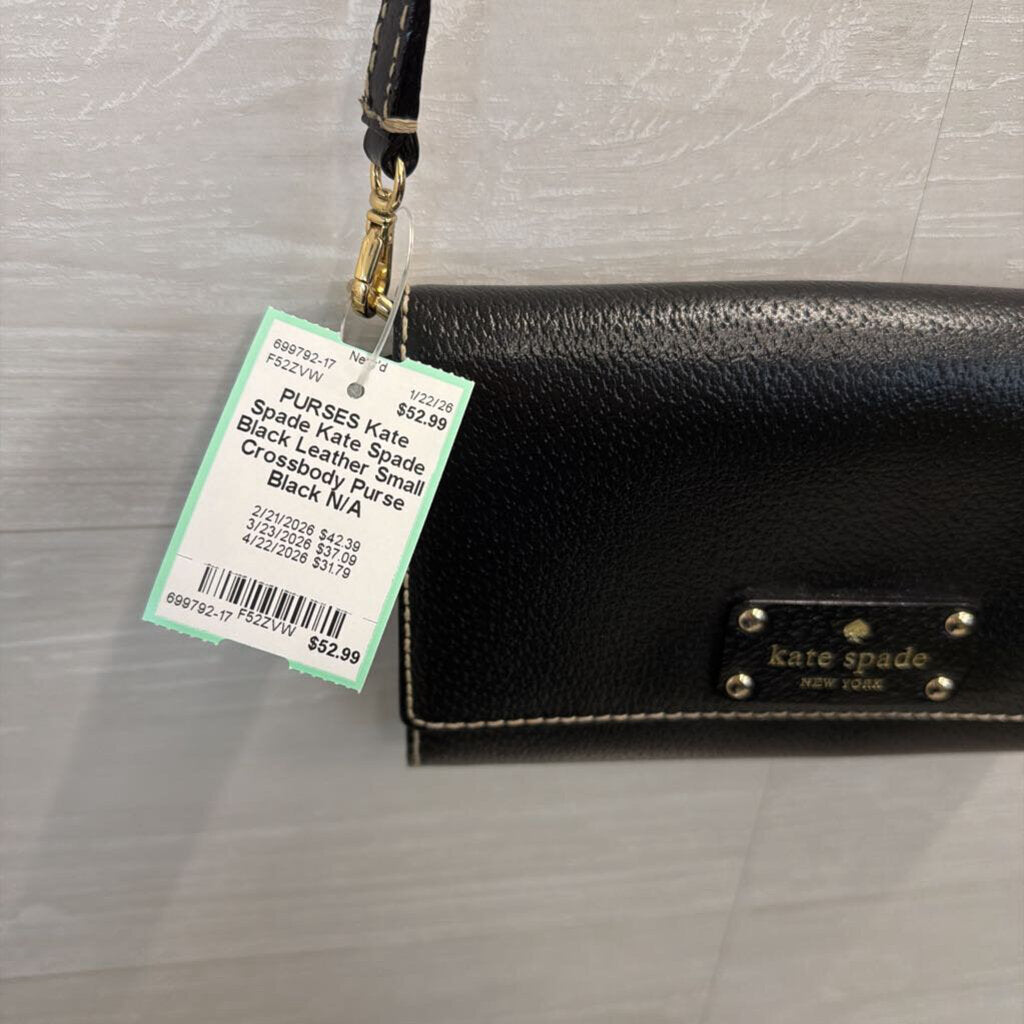 699792-17
F52ZVW
1/22/26
$52.99
PURSES Kate
Spade Kate Spade
Black Leather Small
Crossbody Purse
Black N/A
2/21/2026 $42.39
3/23/2026 $37.09
4/22/2026 $31.79
699792-17 F52ZVW
$52.99
kate spade
NEW YORK